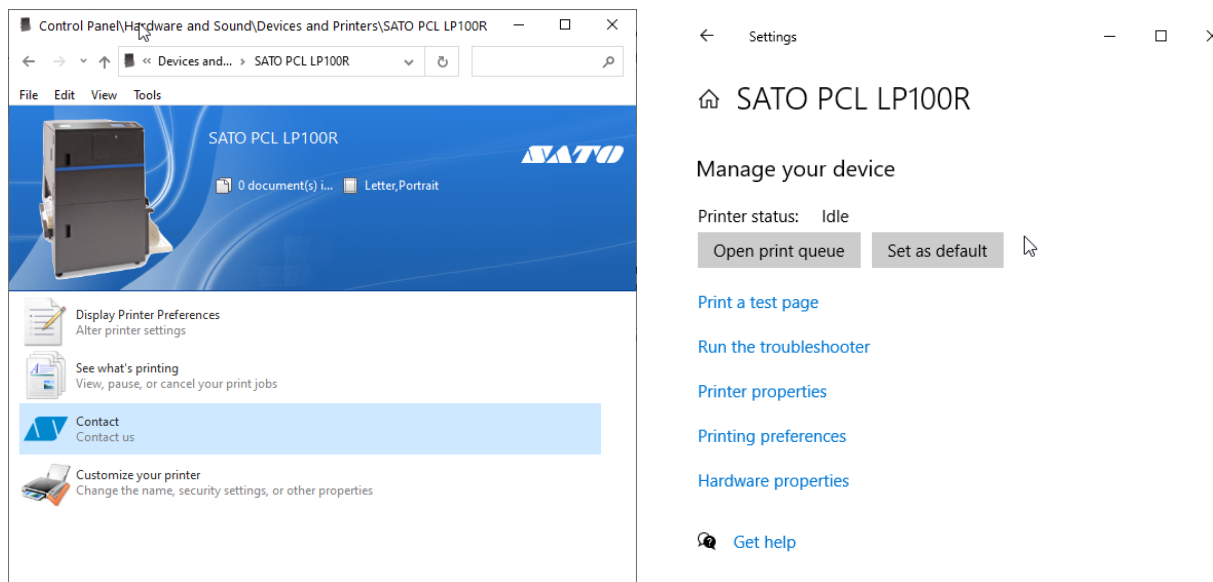 Control Panel\Hardware and Sound\Devices and Printers\SATO PCL LP100R
« Devices and... › SATO PCL LP100R
File Edit View Tools
SATO PCL LP100R
SATO
0 document(s) i... Letter,Portrait
Display Printer Preferences
Alter printer settings
See what's printing
View, pause, or cancel your print jobs
Contact
Contact us
Customize your printer
Change the name, security settings, or other properties
Settings
SATO PCL LP100R
Manage your device
Printer status: Idle
Open print queue Set as default
Print a test page
Run the troubleshooter
Printer properties
Printing preferences
Hardware properties
Get help